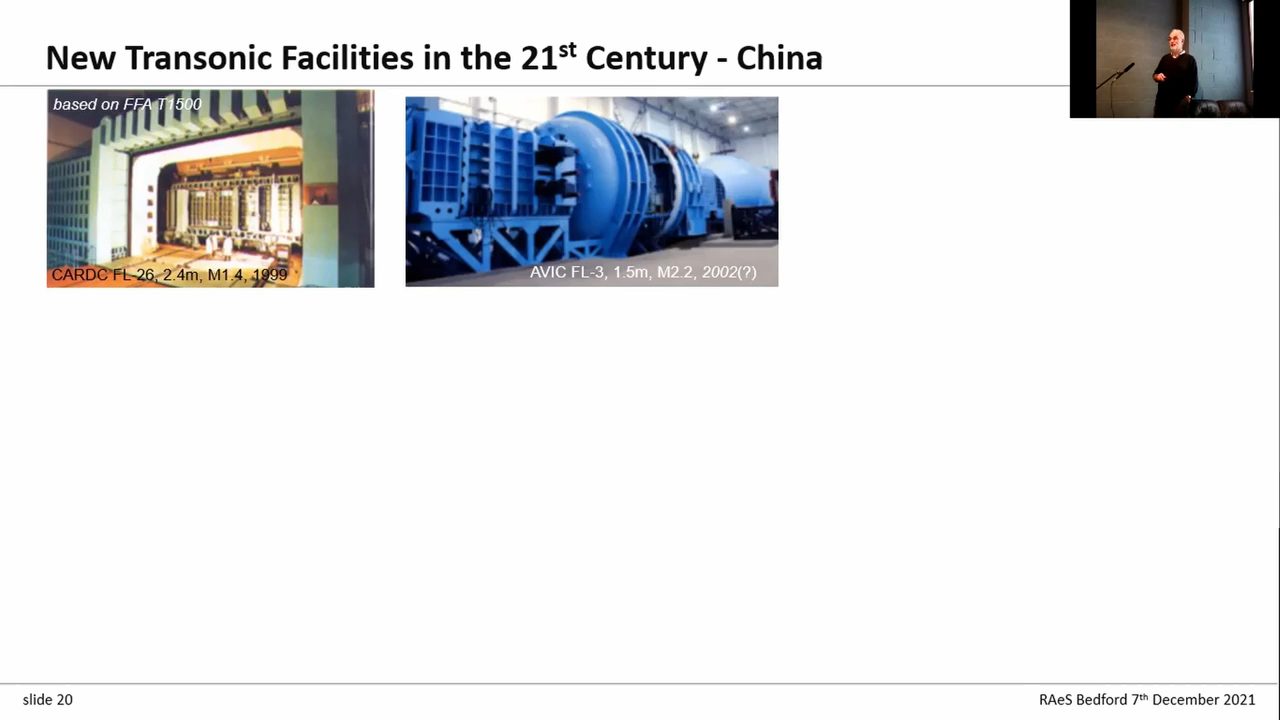 New Transonic Facilities in the 21st Century - China
based on FFA T1500
CARDC FL-26, 2.4m, M1.4, 1999
AVIC FL-3, 1.5m, M2.2, 2002(?)
slide 20
RAeS Bedford 7th December 2021